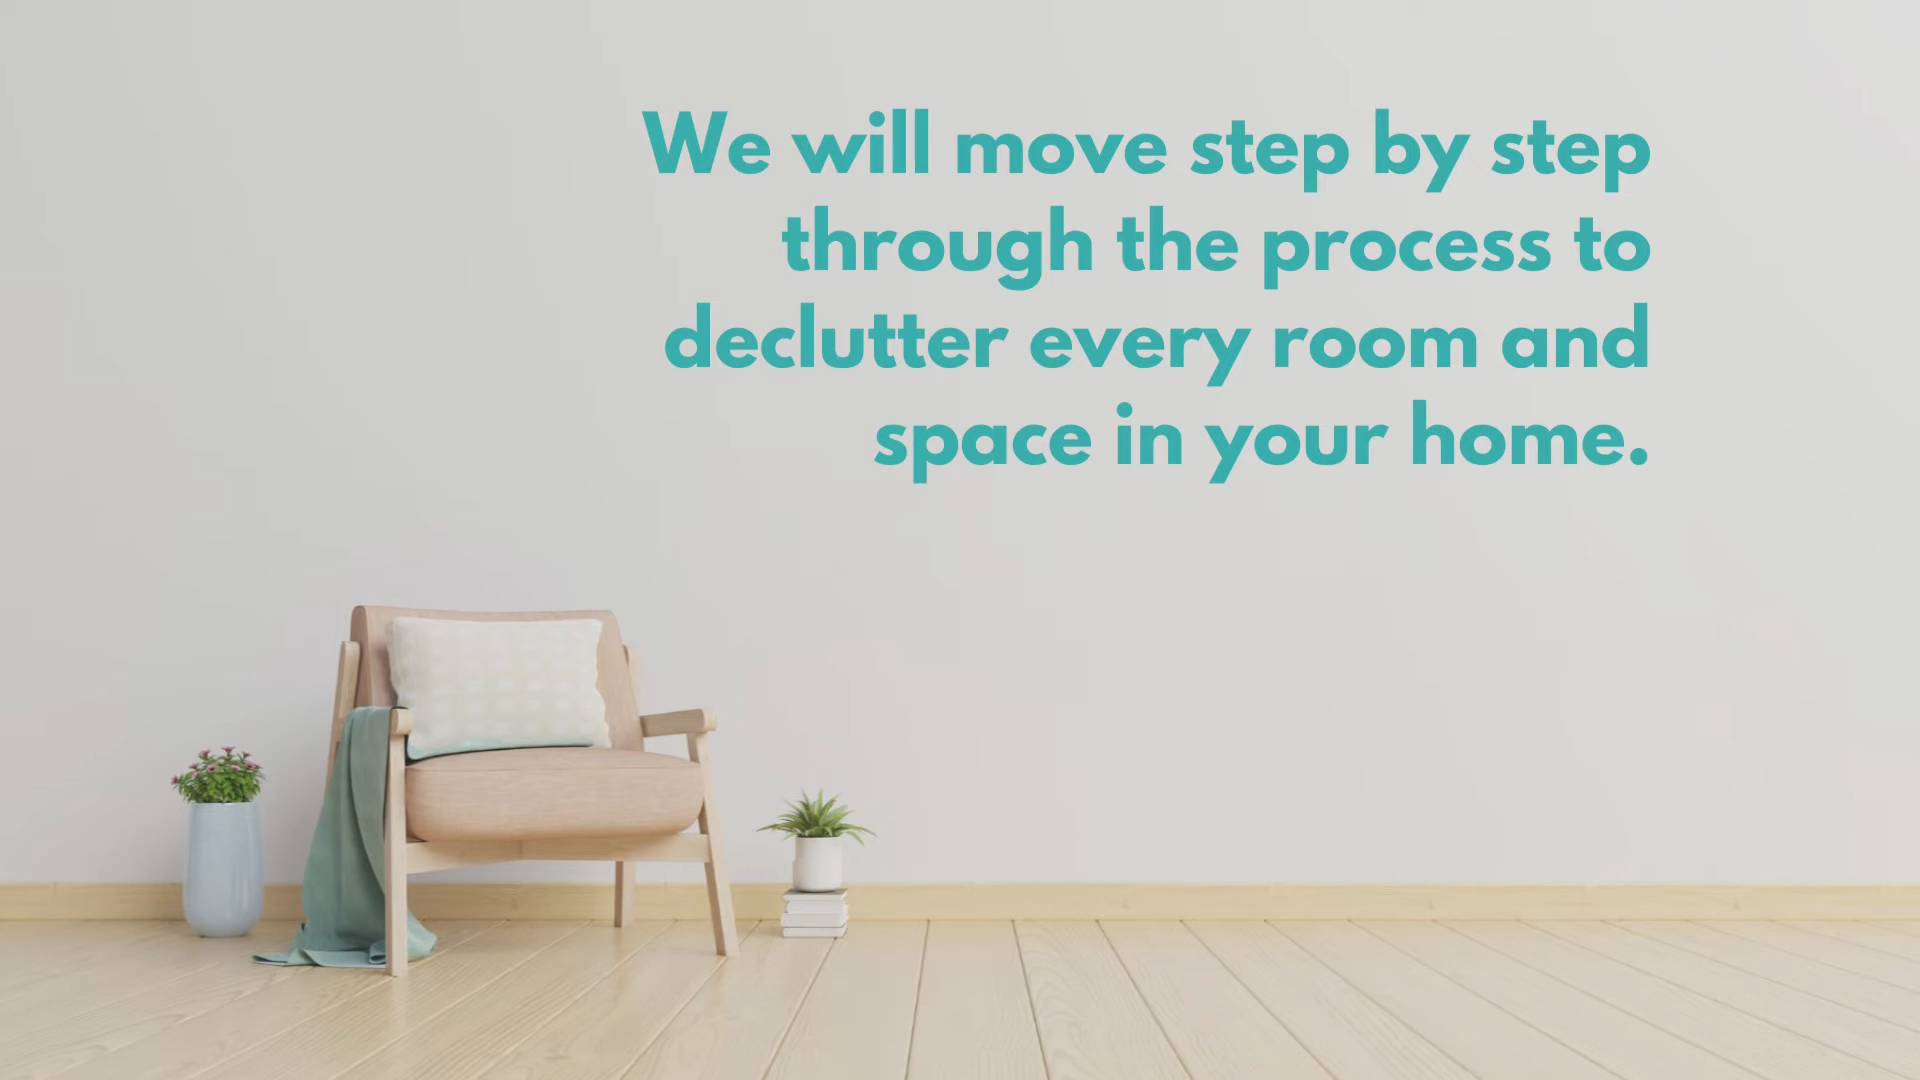 We will move step by step
through the process to
declutter every room and
space in your home.